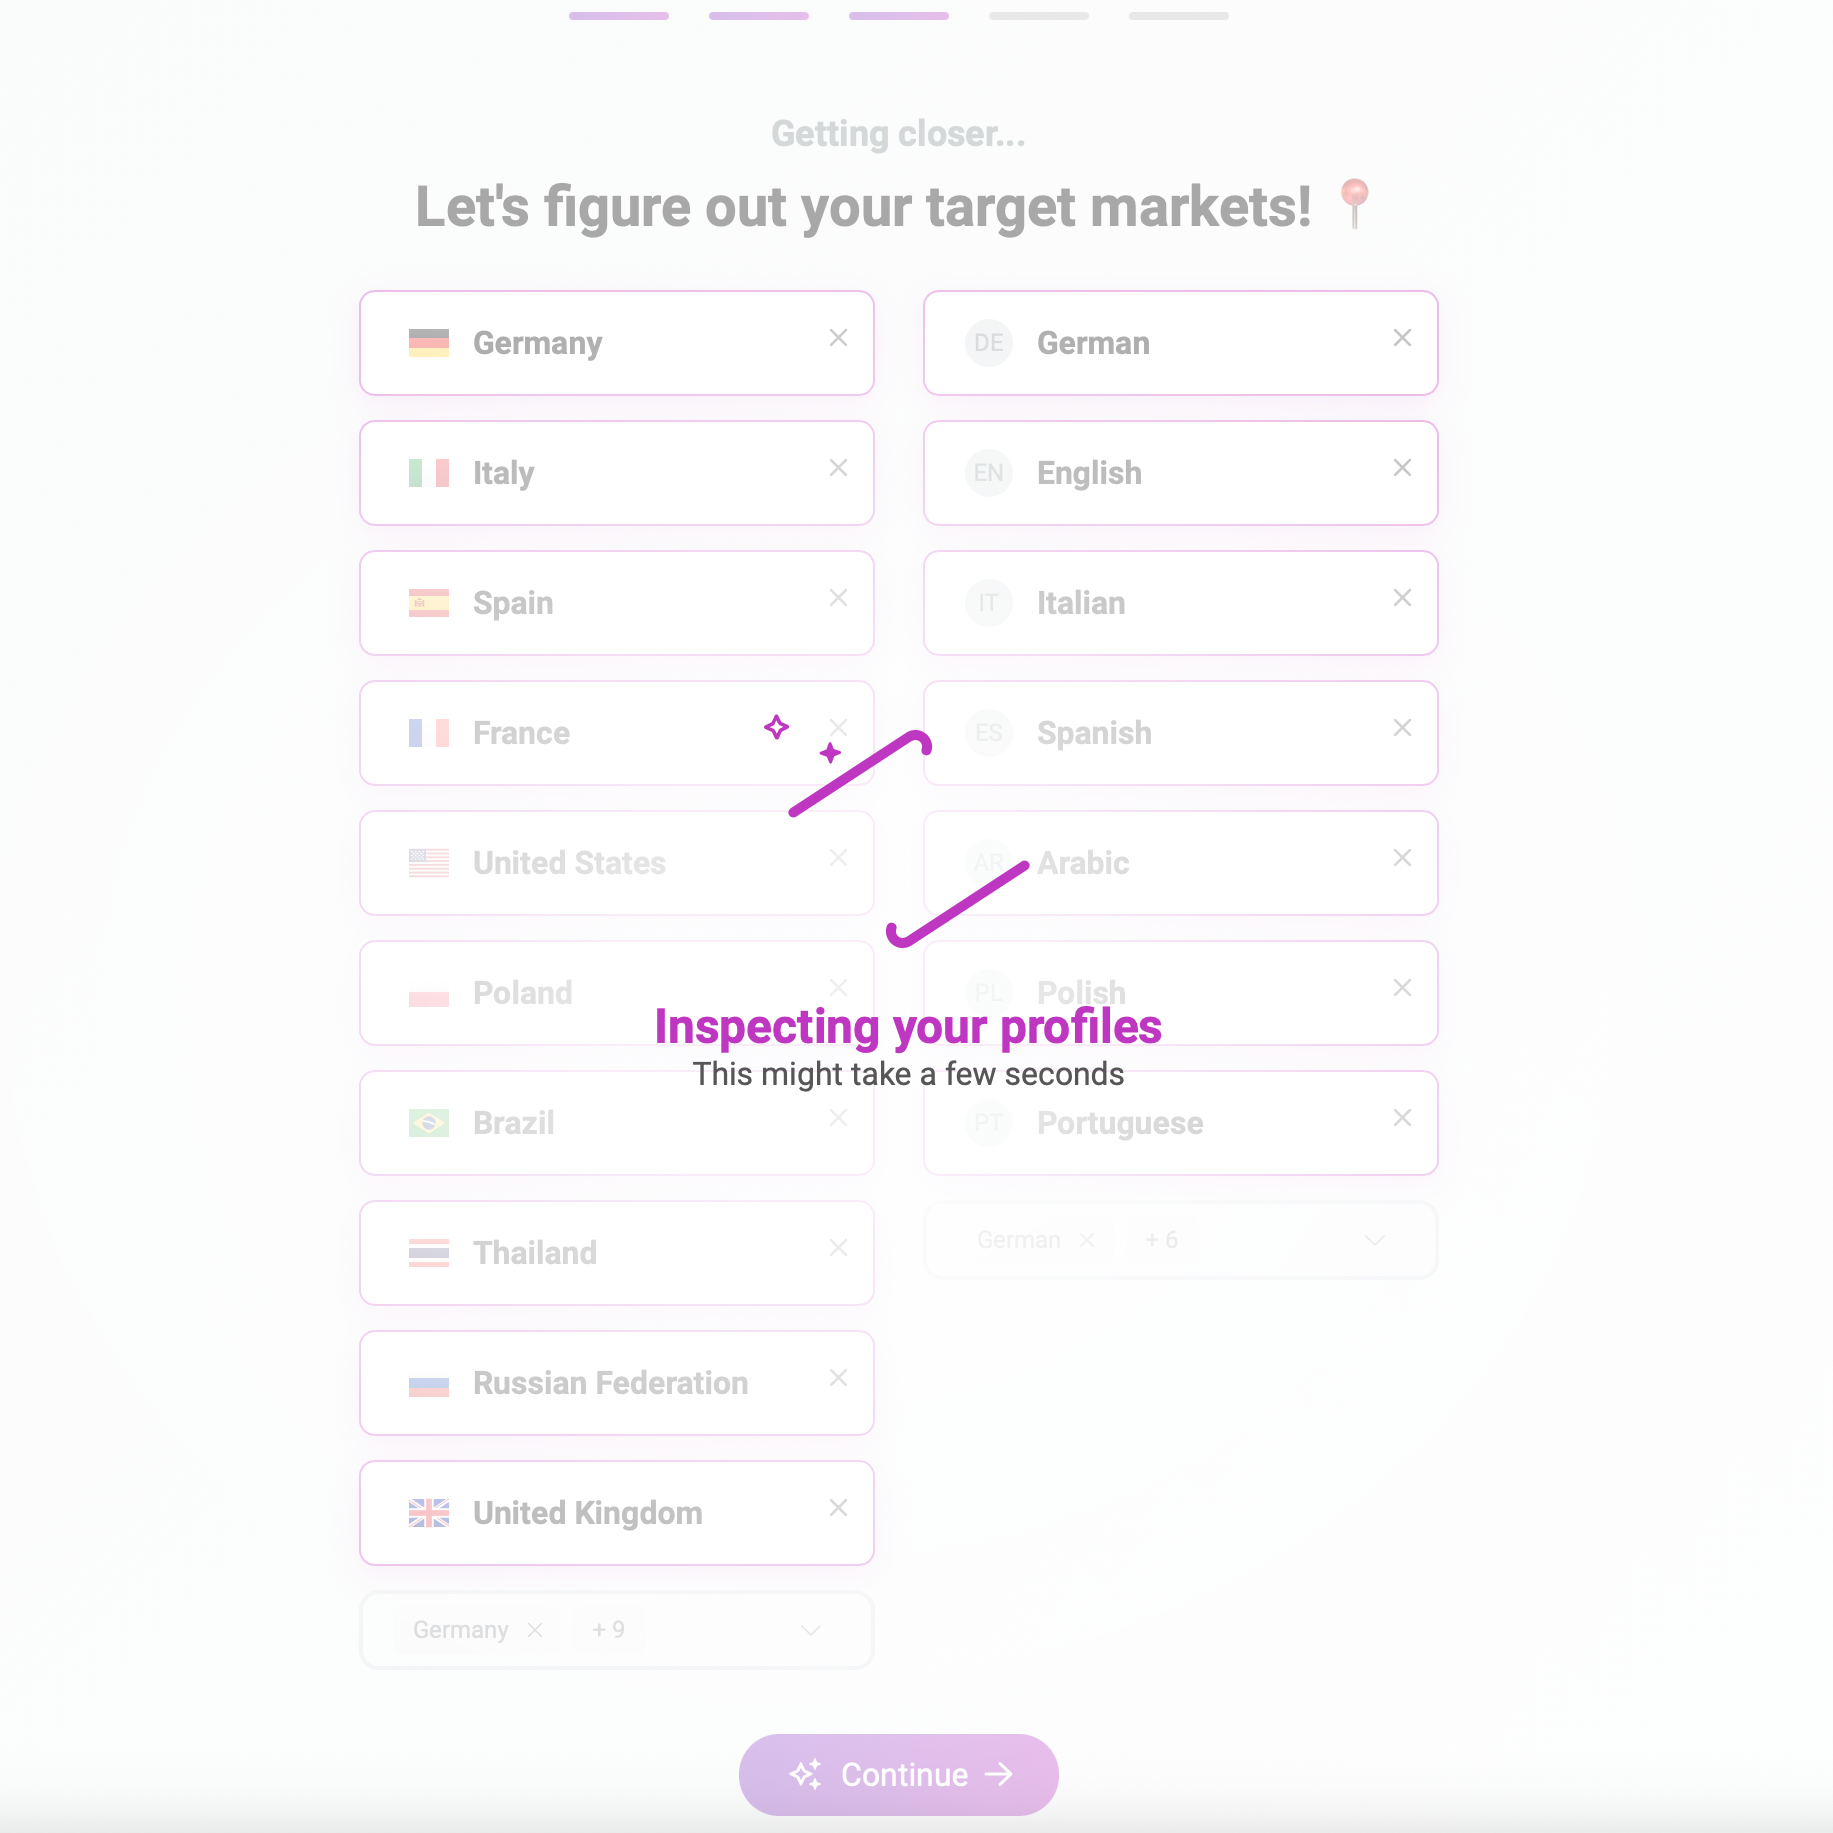 Getting closer...
Let's figure out your target markets!
Germany
Italy
Spain
France
United States
Poland
Brazil
Thailand
Russian Federation
United Kingdom
Germany + 9
DE German
EN English
IT Italian
ES Spanish
AR Arabic
PL Polish
PT Portuguese
German + 6
Inspecting your profiles
This might take a few seconds
Continue